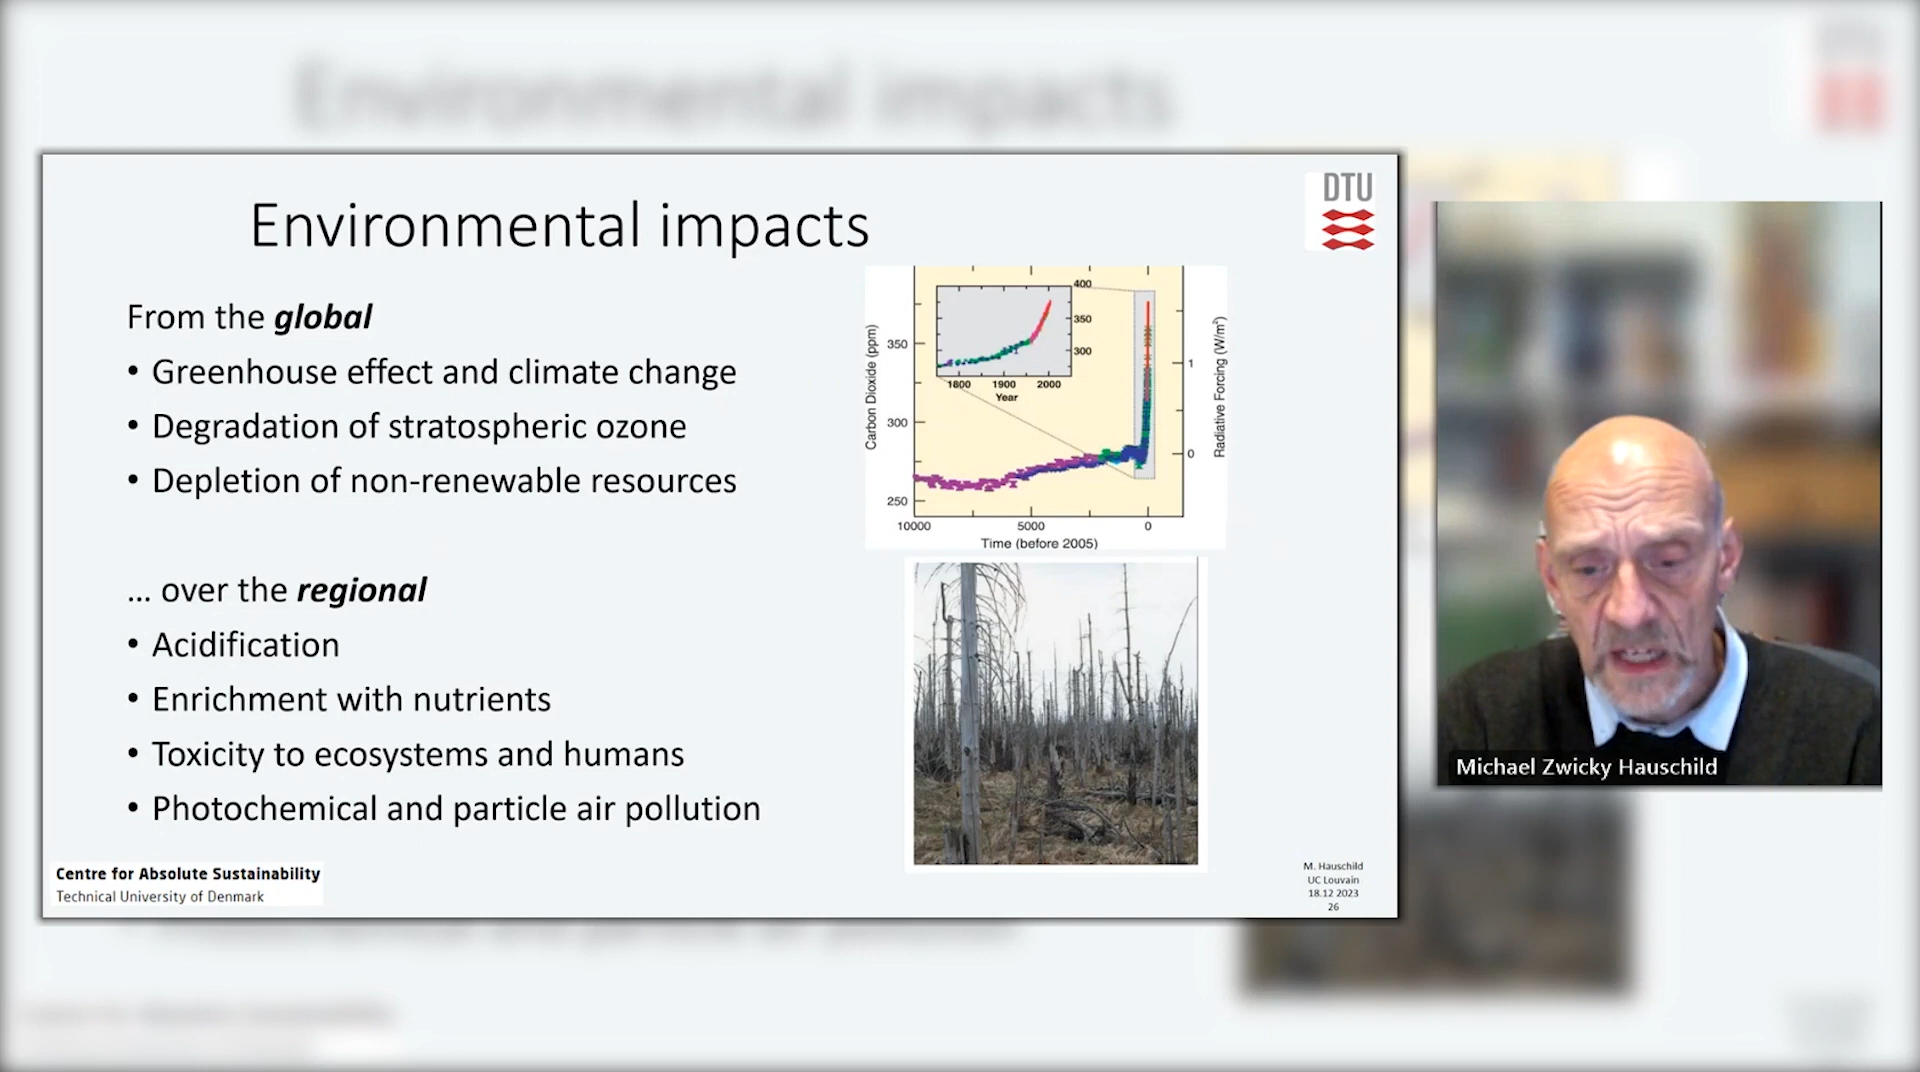 Environmental impacts
DTU
From the global
• Greenhouse effect and climate change
• Degradation of stratospheric ozone
• Depletion of non-renewable resources
... over the regional
• Acidification
• Enrichment with nutrients
• Toxicity to ecosystems and humans
• Photochemical and particle air pollution
Carbon Dioxide (ppm)
350
300
250
400
350
300
1800 1900 2000
Year
Radiative Forcing (W/m²)
1
0
10000 5000 0
Time (before 2005)
Centre for Absolute Sustainability
Technical University of Denmark
M. Hauschild
UC Louvain
18.12 2023
26
Michael Zwicky Hauschild